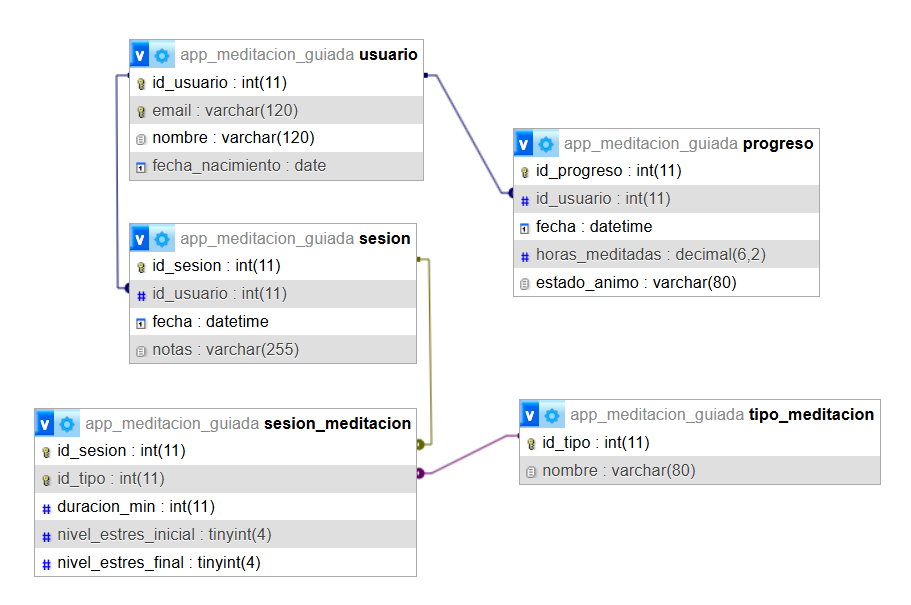 app_meditacion_guiada usuario
id_usuario : int(11)
email : varchar(120)
nombre : varchar(120)
fecha_nacimiento : date
app_meditacion_guiada progreso
id_progreso : int(11)
id_usuario : int(11)
fecha : datetime
horas_meditadas : decimal(6,2)
estado_animo : varchar(80)
app_meditacion_guiada sesion
id_sesion : int(11)
id_usuario : int(11)
fecha : datetime
notas : varchar(255)
app_meditacion_guiada sesion_meditacion
id_sesion : int(11)
id_tipo : int(11)
duracion_min : int(11)
nivel_estres_inicial : tinyint(4)
nivel_estres_final : tinyint(4)
app_meditacion_guiada tipo_meditacion
id_tipo : int(11)
nombre : varchar(80)